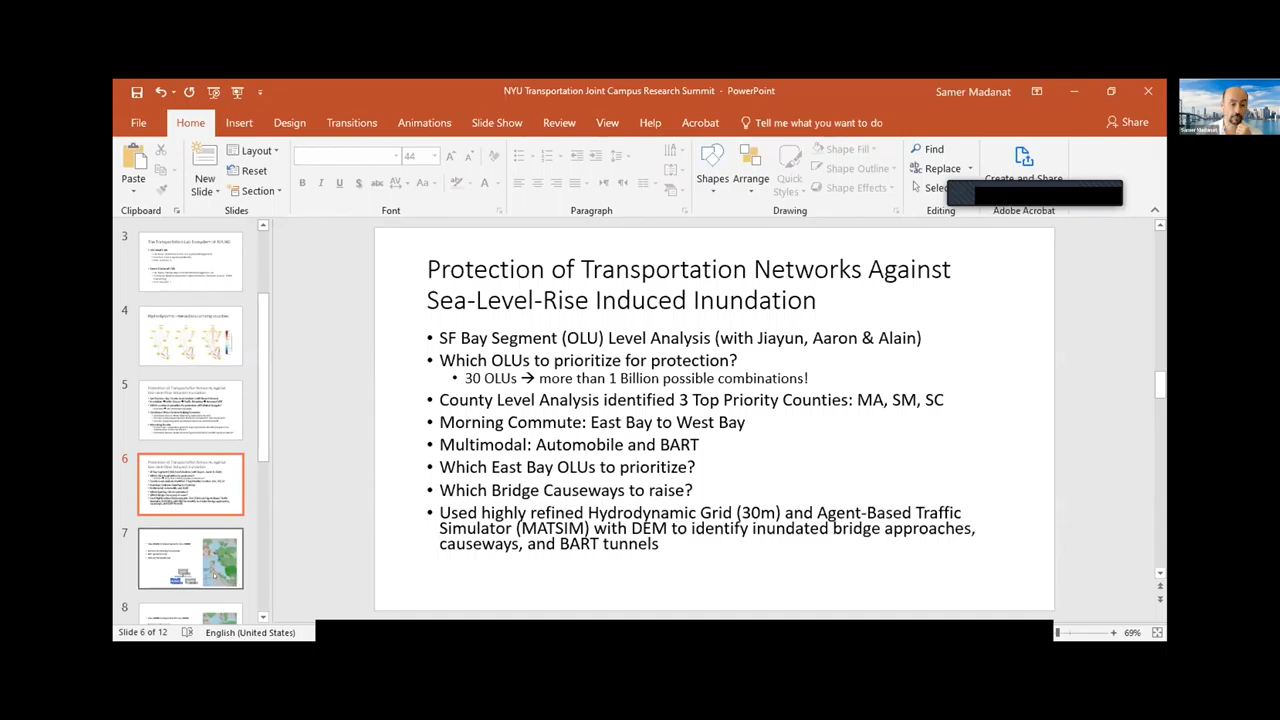 NYU Transportation Joint Campus Research Summit - PowerPoint
Samer Madanat
File Home Insert Design Transitions Animations Slide Show Review View Help Acrobat Tell me what you want to do
Share
Paste
Clipboard
New
Slide
Layout
Reset
Section
Slides
44
Font
Paragraph
Shapes
Arrange
Quick
Styles
Shape Fill
Shape Outline
Shape Effects
Drawing
Find
Replace
Editing
Create and Share
Adobe Acrobat
Samer Madanat
3
4
5
6
7
8
Protection of Transportation Networks Against
Sea-Level-Rise Induced Inundation
• SF Bay Segment (OLU) Level Analysis (with Jiayun, Aaron & Alain)
• Which OLUs to prioritize for protection?
• 30 OLUs → more than 1 Billion possible combinations!
• County Level Analysis identified 3 Top Priority Counties: MA, SM, SC
• Morning Commute: East Bay to West Bay
• Multimodal: Automobile and BART
• Which East Bay OLUs to prioritize?
• Which Bridge Causeways to raise?
• Used highly refined Hydrodynamic Grid (30m) and Agent-Based Traffic
Simulator (MATSIM) with DEM to identify inundated bridge approaches,
causeways, and BART tunnels
Slide 6 of 12
English (United States)
69%